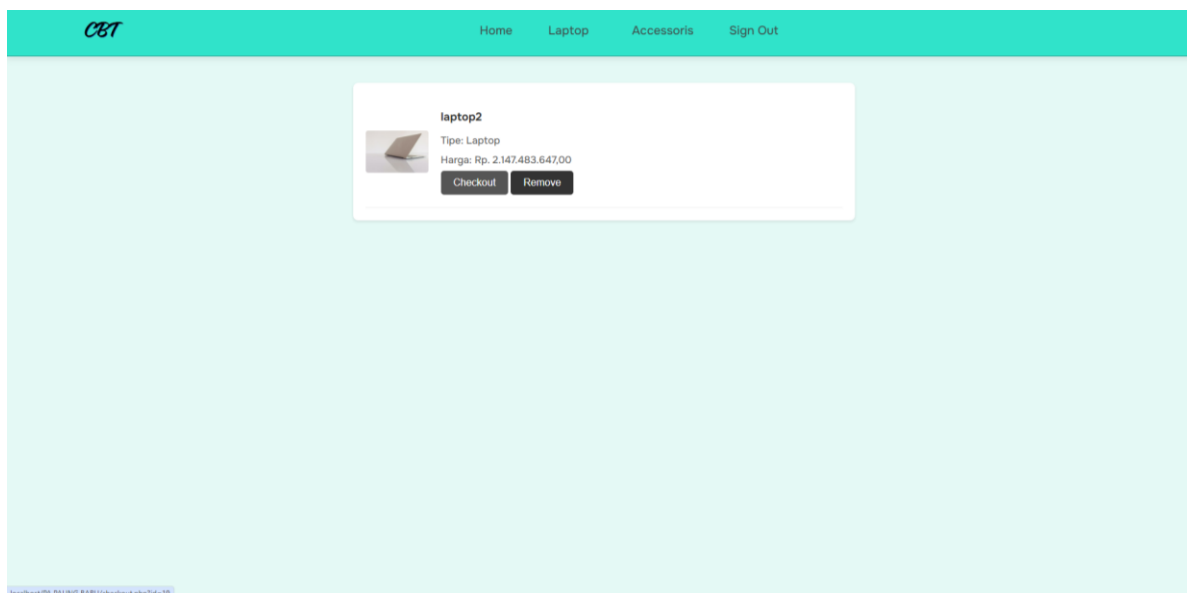 CBT
Home Laptop Accessoris Sign Out
laptop2
Tipe: Laptop
Harga: Rp. 2.147.483.647,00
Checkout Remove